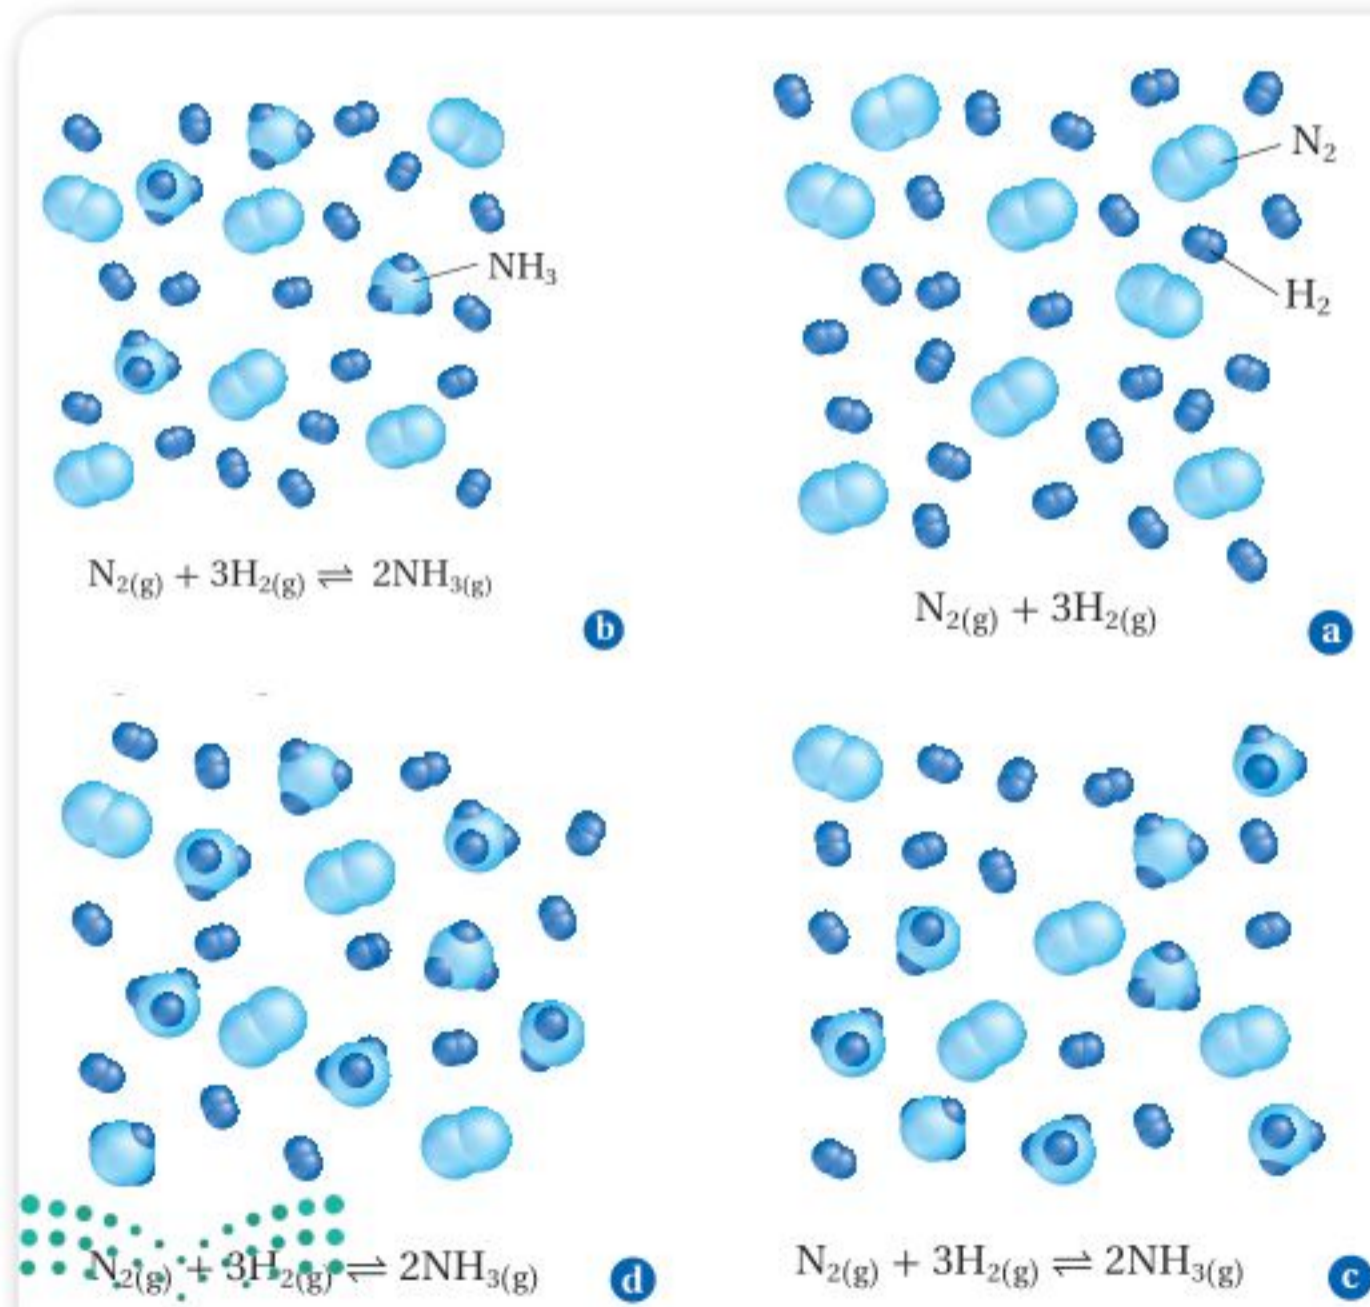 N₂
H₂
N₂(g) + 3H₂(g)
a
NH₃
N₂(g) + 3H₂(g) ⇌ 2NH₃(g)
b
N₂(g) + 3H₂(g) ⇌ 2NH₃(g)
c
N₂(g) + 3H₂(g) ⇌ 2NH₃(g)
d